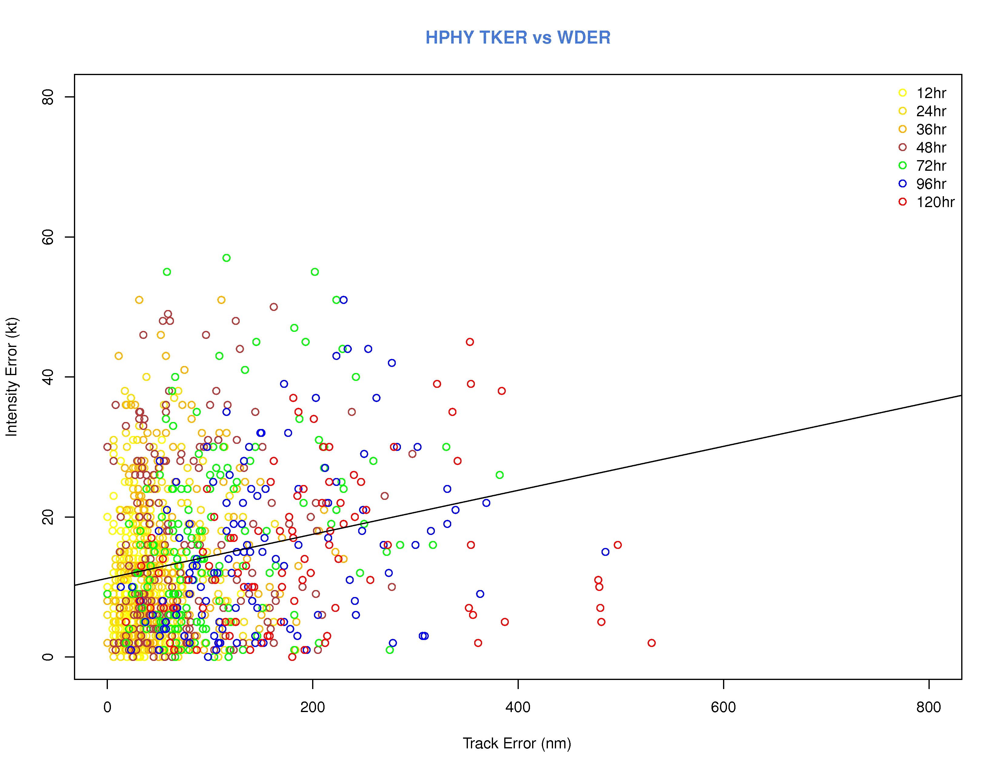 HPHY TKER vs WDER
80
60
40
20
0
Intensity Error (kt)
12hr
24hr
36hr
48hr
72hr
96hr
120hr
0 200 400 600 800
Track Error (nm)